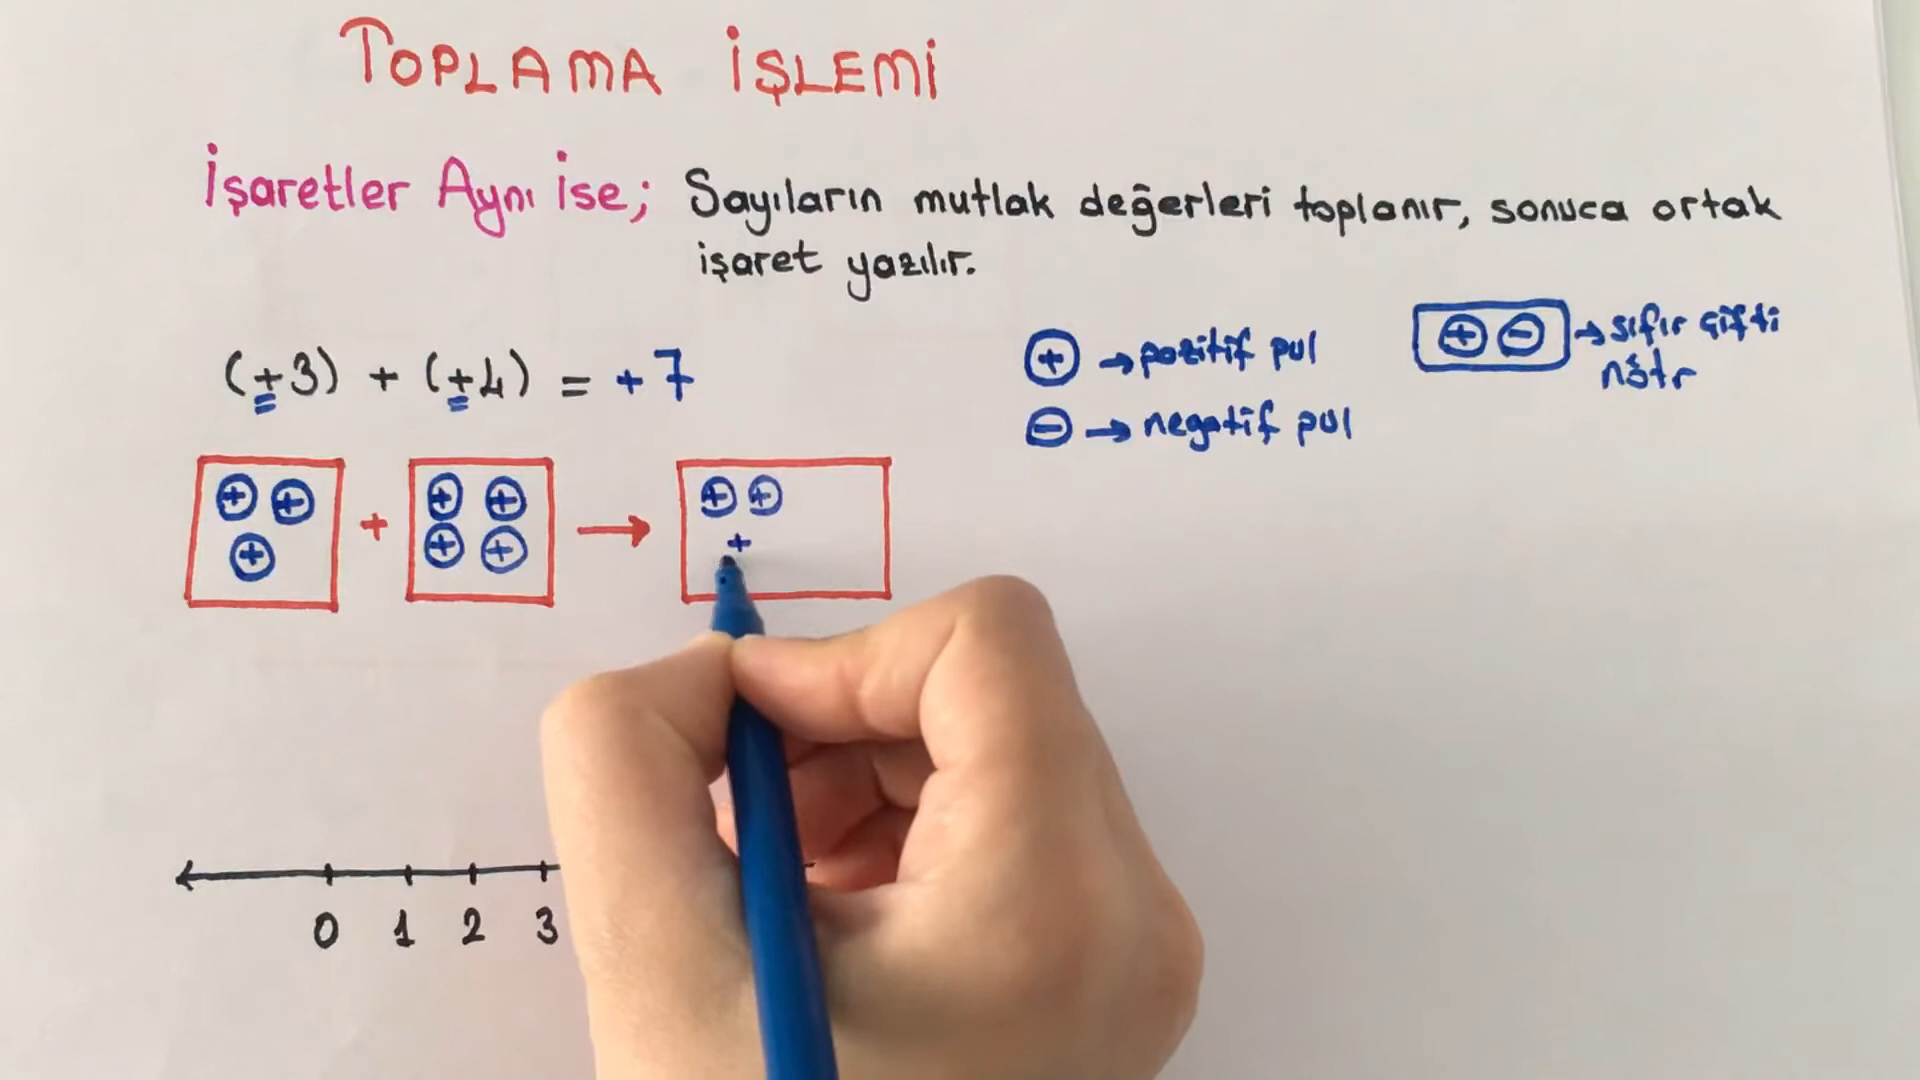 TOPLAMA İŞLEMİ
İşaretler Aynı ise; Sayıların mutlak değerleri toplanır, sonuca ortak
işaret yazılır.
(+3) + (+4) = +7
+ → pozitif pul
- → negatif pul
+ - → sıfır çifti
nötr
+ + + + + + + + → + + +
0 1 2 3